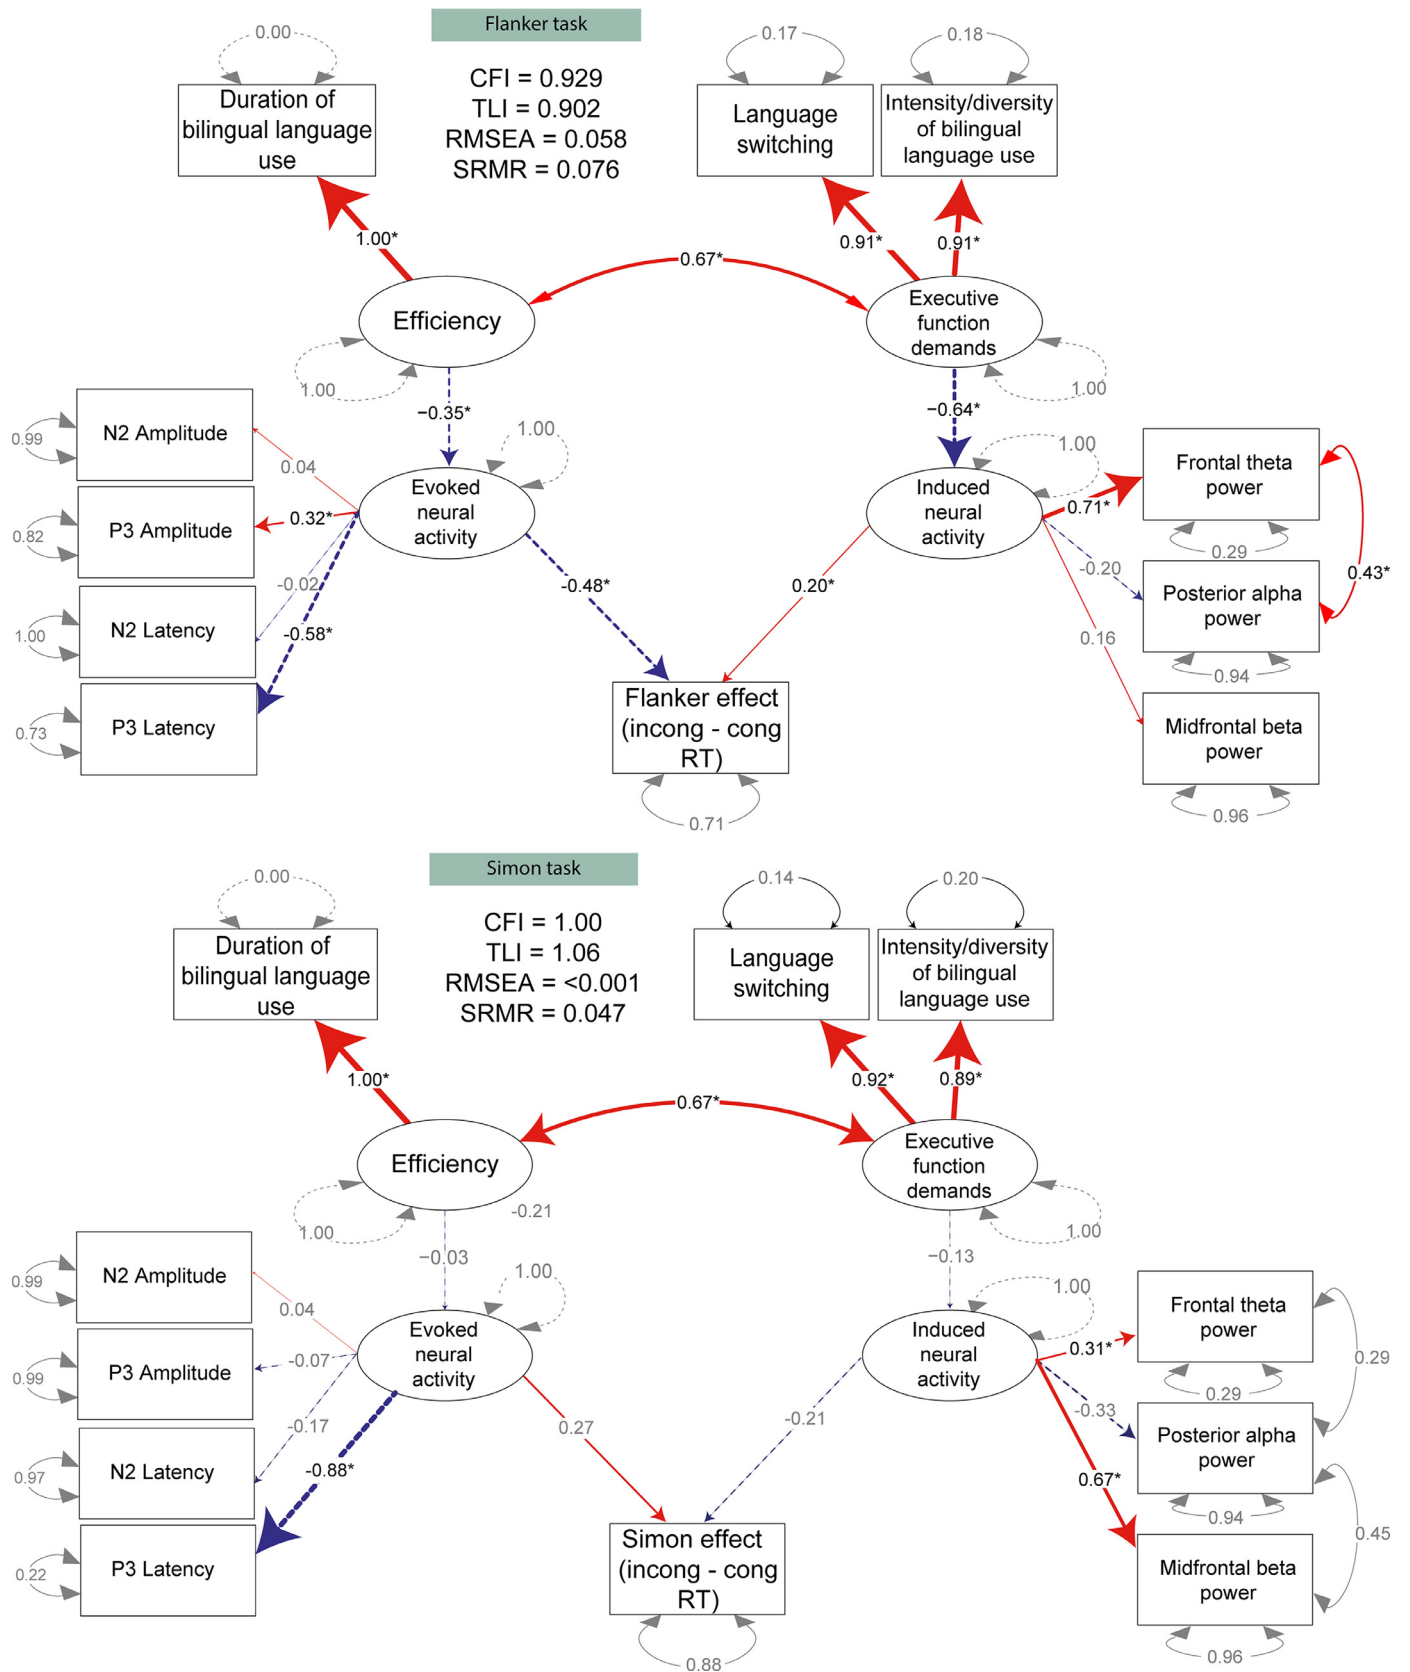 Flanker task
0.00
0.17
0.18
CFI = 0.929
TLI = 0.902
RMSEA = 0.058
SRMR = 0.076
Duration of
bilingual language
use
Language
switching
Intensity/diversity
of bilingual
language use
1.00*
0.91*
0.91*
0.67*
Efficiency
Executive
function
demands
1.00
1.00
−0.35*
−0.64*
N2 Amplitude
0.99
0.04
1.00
1.00
Evoked
neural
activity
Induced
neural
activity
Frontal theta
power
0.71*
0.29
P3 Amplitude
0.82
0.32*
-0.02
-0.48*
0.20*
-0.20
0.43*
Posterior alpha
power
0.94
N2 Latency
1.00
-0.58*
0.16
P3 Latency
0.73
Flanker effect
(incong - cong
RT)
0.71
Midfrontal beta
power
0.96
Simon task
0.00
0.14
0.20
CFI = 1.00
TLI = 1.06
RMSEA = <0.001
SRMR = 0.047
Duration of
bilingual language
use
Language
switching
Intensity/diversity
of bilingual
language use
1.00*
0.92*
0.89*
0.67*
Efficiency
Executive
function
demands
-0.21
1.00
1.00
−0.03
−0.13
N2 Amplitude
0.99
0.04
1.00
1.00
Evoked
neural
activity
Induced
neural
activity
Frontal theta
power
0.31*
0.29
0.29
P3 Amplitude
0.99
-0.07
-0.17
0.27
-0.21
-0.33
Posterior alpha
power
0.94
N2 Latency
0.97
-0.88*
0.67*
0.45
P3 Latency
0.22
Simon effect
(incong - cong
RT)
0.88
Midfrontal beta
power
0.96